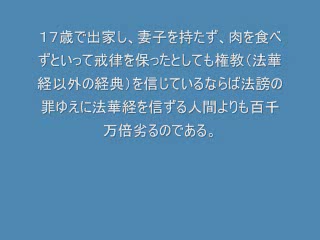 １７歳で出家し、妻子を持たず、肉を食べ
ずといって戒律を保ったとしても権教（法華
経以外の経典）を信じているならば法謗の
罪ゆえに法華経を信ずる人間よりも百千
万倍劣るのである。